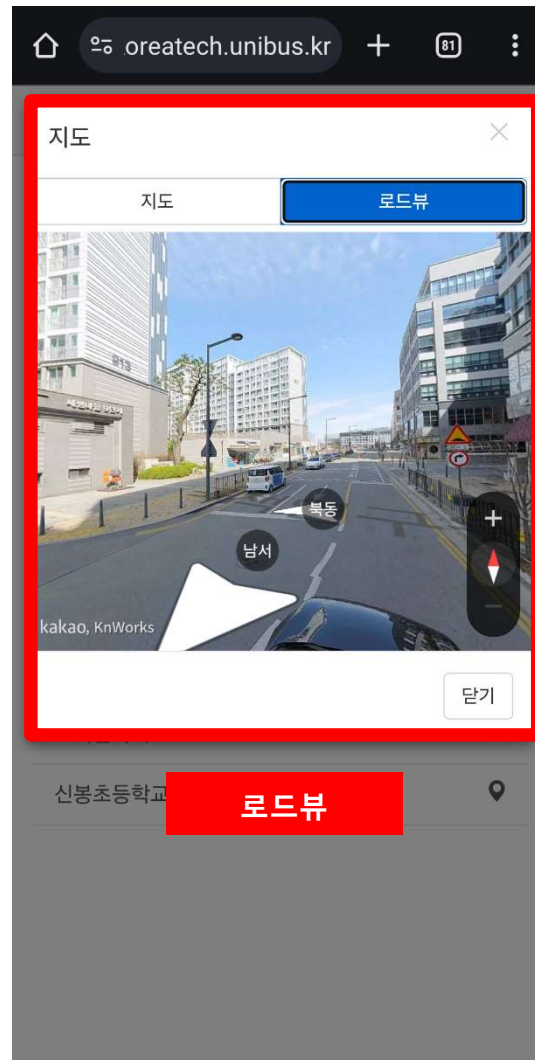 oreatech.unibus.kr
81
지도
지도
로드뷰
913
북동
남서
kakao, KnWorks
닫기
신봉초등학교
로드뷰